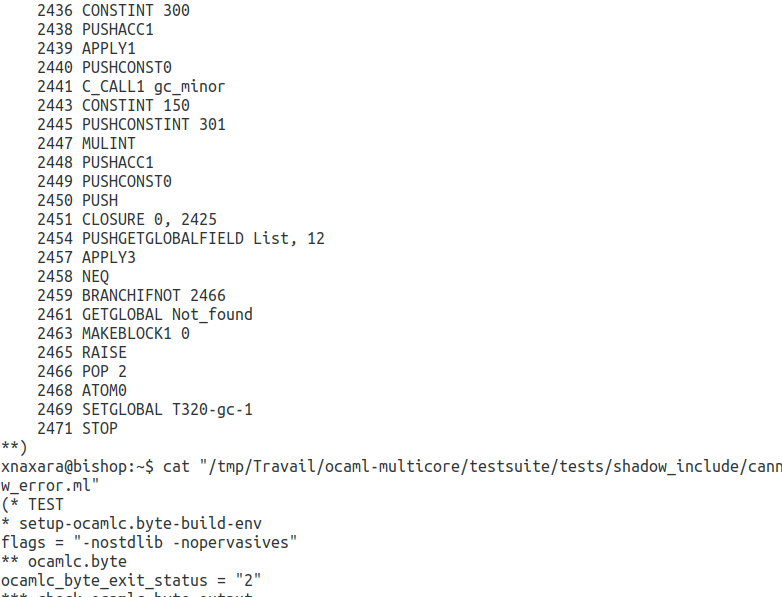 2436 CONSTINT 300
2438 PUSHACC1
2439 APPLY1
2440 PUSHCONST0
2441 C_CALL1 gc_minor
2443 CONSTINT 150
2445 PUSHCONSTINT 301
2447 MULINT
2448 PUSHACC1
2449 PUSHCONST0
2450 PUSH
2451 CLOSURE 0, 2425
2454 PUSHGETGLOBALFIELD List, 12
2457 APPLY3
2458 NEQ
2459 BRANCHIFNOT 2466
2461 GETGLOBAL Not_found
2463 MAKEBLOCK1 0
2465 RAISE
2466 POP 2
2468 ATOM0
2469 SETGLOBAL T320-gc-1
2471 STOP
**)
xnaxara@bishop:~$ cat "/tmp/Travail/ocaml-multicore/testsuite/tests/shadow_include/cann
w_error.ml"
(* TEST
* setup-ocamlc.byte-build-env
flags = "-nostdlib -nopervasives"
** ocamlc.byte
ocamlc_byte_exit_status = "2"
*** check-ocamlc.byte-output